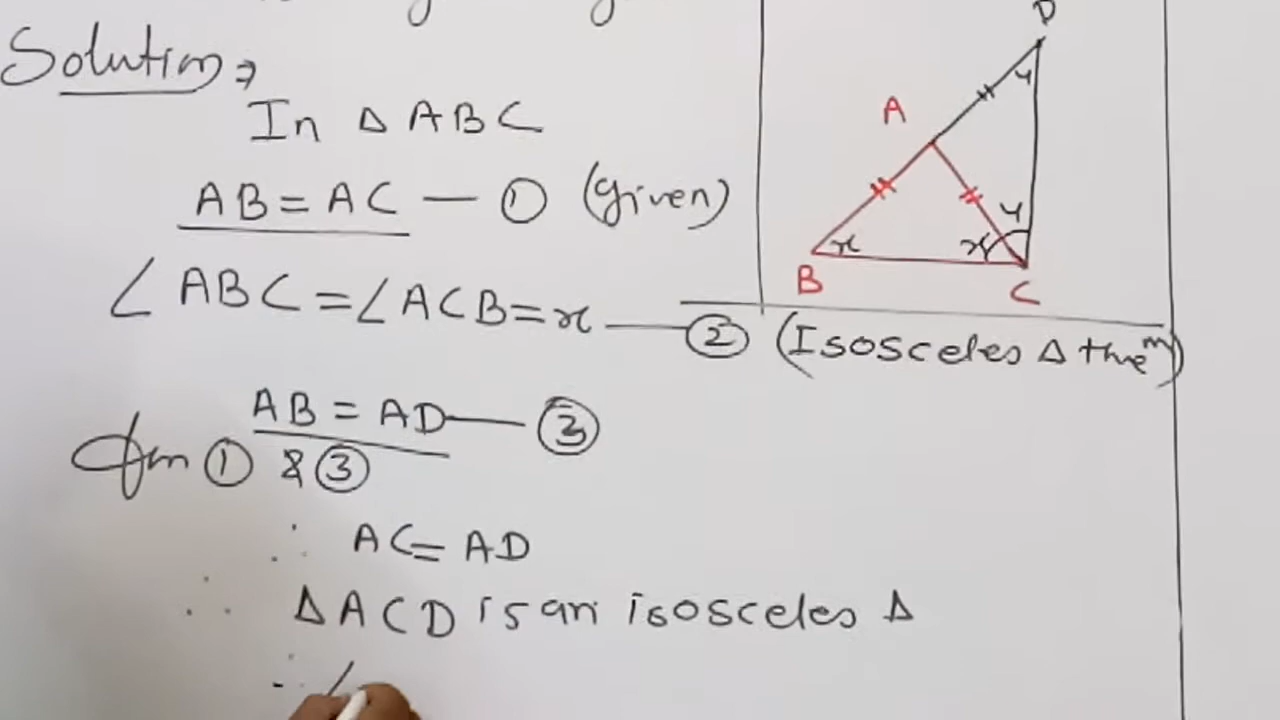 Solution ⇒
In Δ ABC
AB = AC — ① (given)
∠ABC = ∠ACB = x — ② (Isosceles Δ theᵐ)
AB = AD — ③
from ① & ③
∴ AC = AD
∴ ΔACD is an isosceles Δ
∴ ∠
D
y
A
y
x
x
B
C